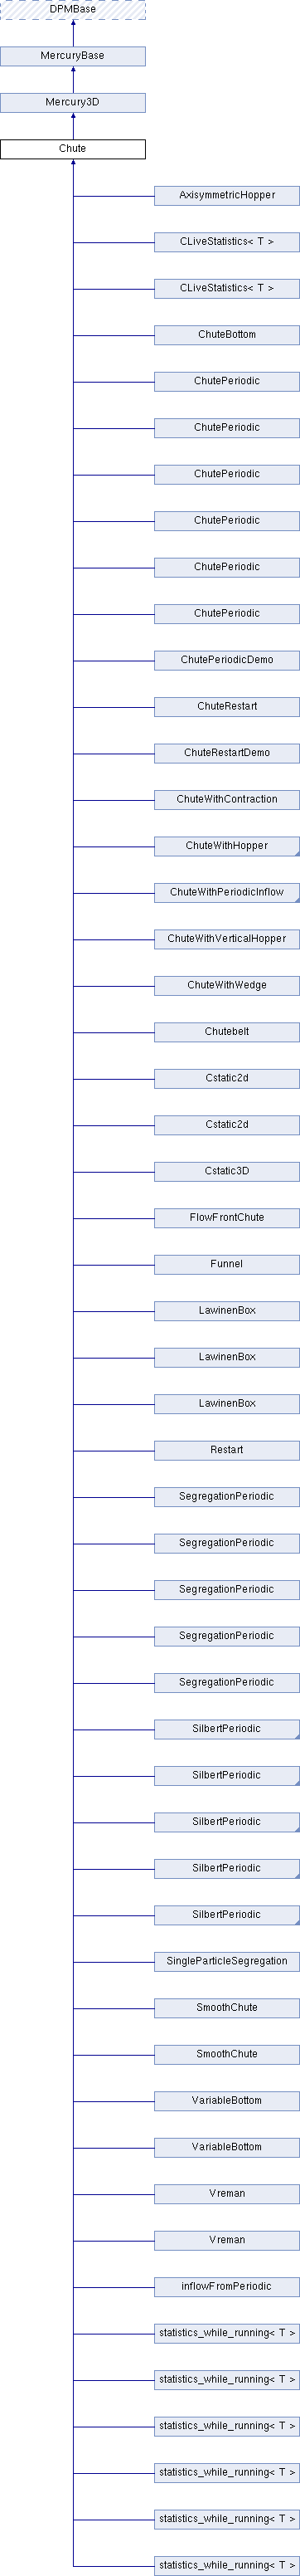 DPMBase
MercuryBase
Mercury3D
Chute
AxisymmetricHopper
CLiveStatistics< T >
CLiveStatistics< T >
ChuteBottom
ChutePeriodic
ChutePeriodic
ChutePeriodic
ChutePeriodic
ChutePeriodic
ChutePeriodic
ChutePeriodicDemo
ChuteRestart
ChuteRestartDemo
ChuteWithContraction
ChuteWithHopper
ChuteWithPeriodicInflow
ChuteWithVerticalHopper
ChuteWithWedge
Chutebelt
Cstatic2d
Cstatic2d
Cstatic3D
FlowFrontChute
Funnel
LawinenBox
LawinenBox
LawinenBox
Restart
SegregationPeriodic
SegregationPeriodic
SegregationPeriodic
SegregationPeriodic
SegregationPeriodic
SilbertPeriodic
SilbertPeriodic
SilbertPeriodic
SilbertPeriodic
SilbertPeriodic
SingleParticleSegregation
SmoothChute
SmoothChute
VariableBottom
VariableBottom
Vreman
Vreman
inflowFromPeriodic
statistics_while_running< T >
statistics_while_running< T >
statistics_while_running< T >
statistics_while_running< T >
statistics_while_running< T >
statistics_while_running< T >